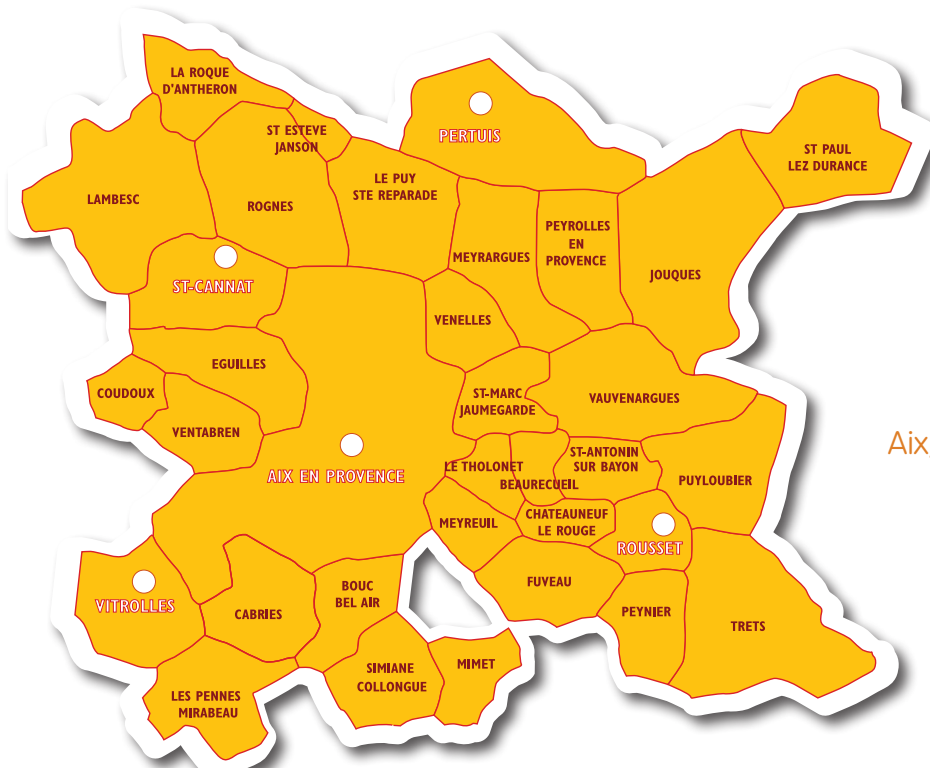 LA ROQUE
D'ANTHERON
ST ESTEVE
JANSON
PERTUIS
ST PAUL
LEZ DURANCE
LE PUY
STE REPARADE
LAMBESC
ROGNES
PEYROLLES
EN
PROVENCE
MEYRARGUES
JOUQUES
ST-CANNAT
VENELLES
EGUILLES
COUDOUX
ST-MARC
JAUMEGARDE
VAUVENARGUES
VENTABREN
Aix
AIX EN PROVENCE
LE THOLONET
ST-ANTONIN
SUR BAYON
BEAURECUEIL
PUYLOUBIER
MEYREUIL
CHATEAUNEUF
LE ROUGE
ROUSSET
FUVEAU
VITROLLES
CABRIES
BOUC
BEL AIR
PEYNIER
TRETS
SIMIANE
COLLONGUE
MIMET
LES PENNES
MIRABEAU